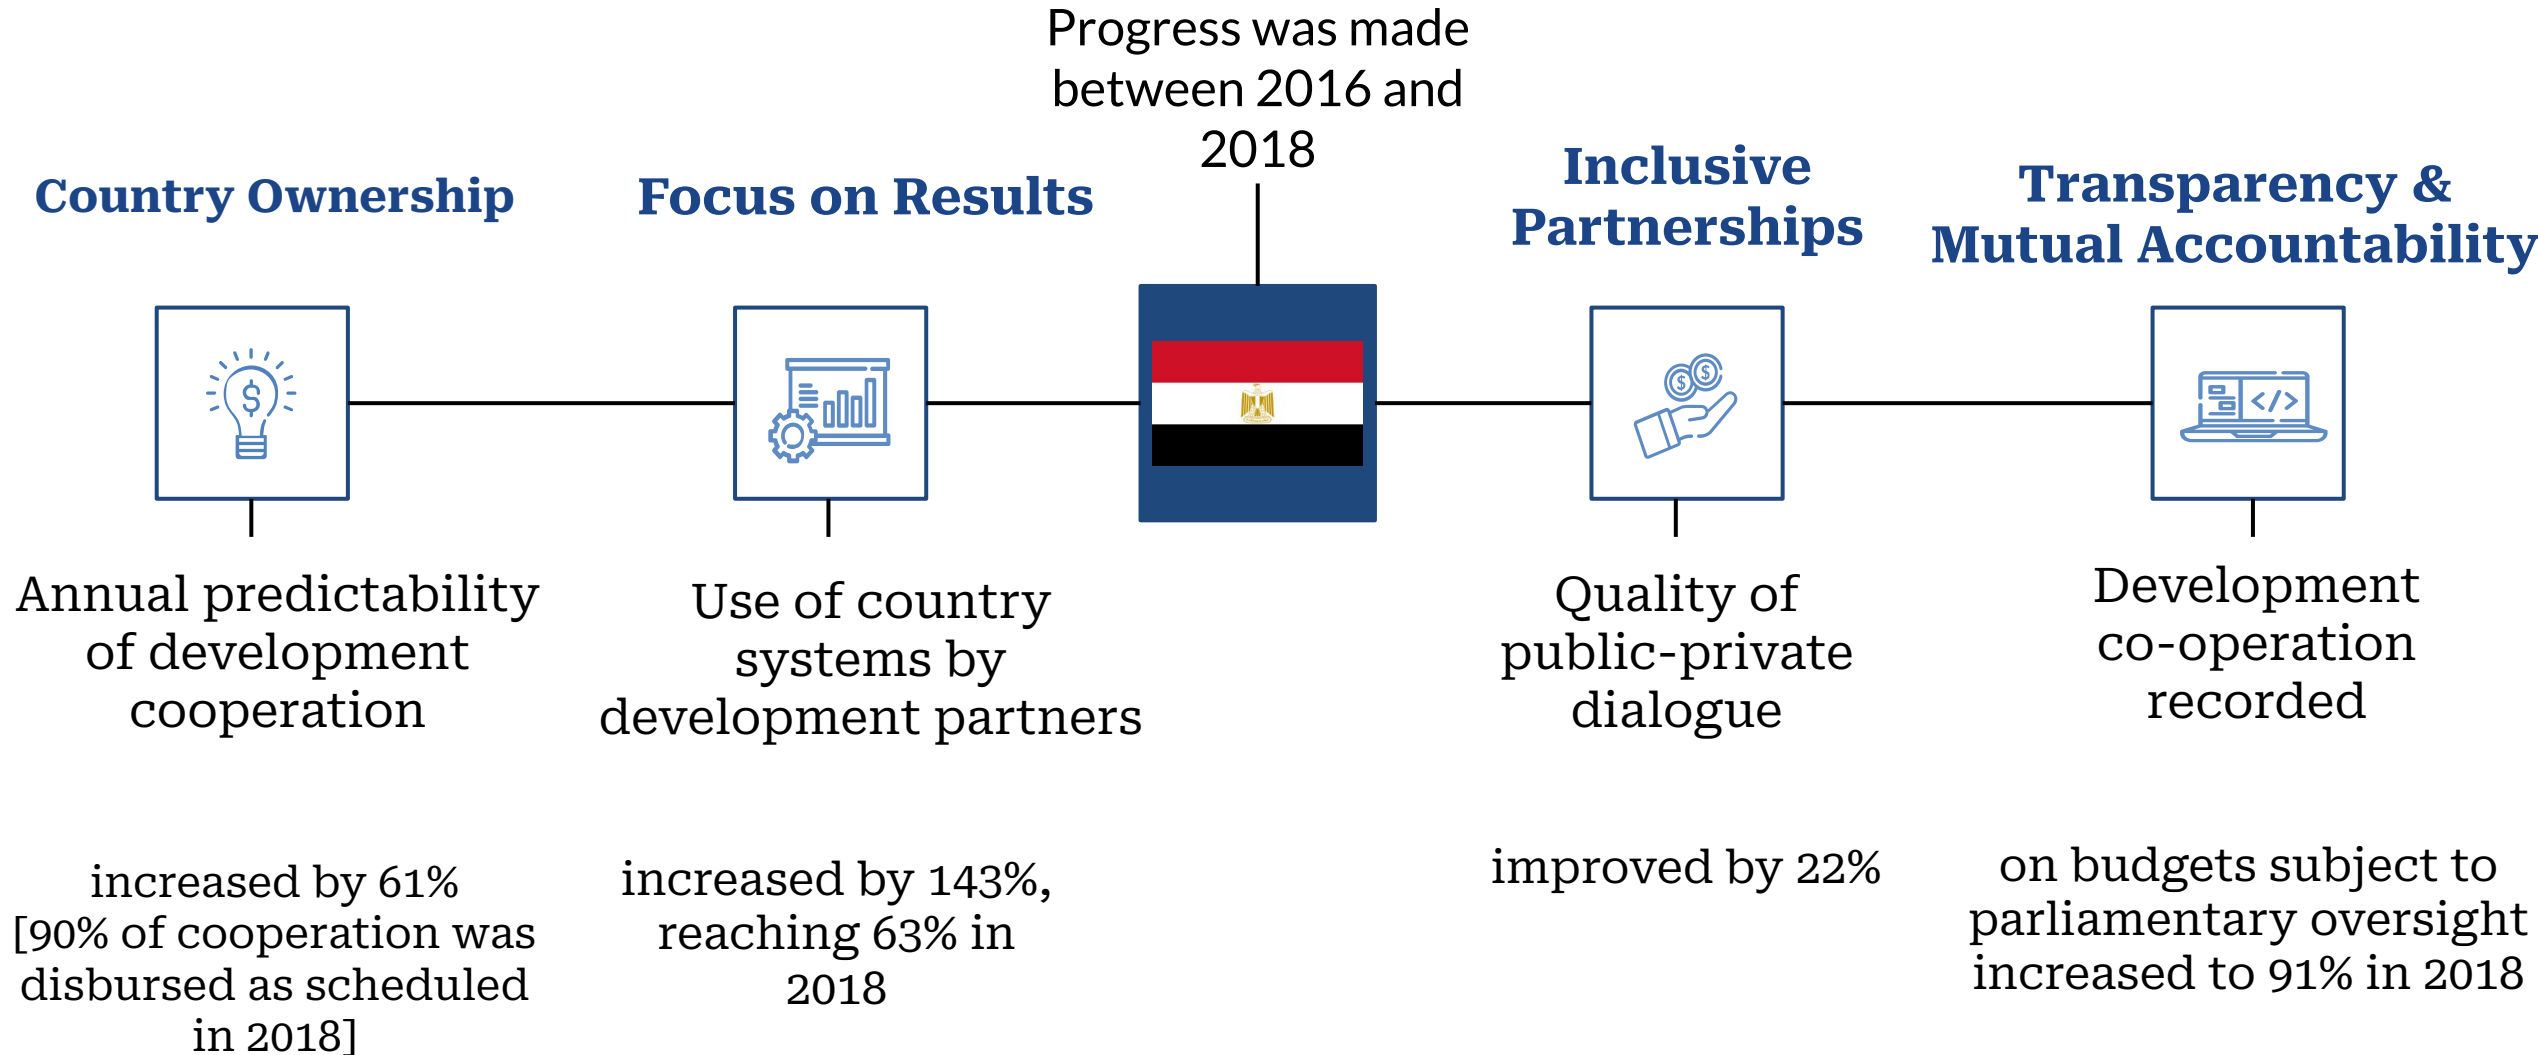 Progress was made
between 2016 and
2018
Country Ownership
Focus on Results
Inclusive
Partnerships
Transparency &
Mutual Accountability
$
$ $
</>
Annual predictability
of development
cooperation
Use of country
systems by
development partners
Quality of
public-private
dialogue
Development
co-operation
recorded
increased by 61%
[90% of cooperation was
disbursed as scheduled
in 2018]
increased by 143%,
reaching 63% in
2018
improved by 22%
on budgets subject to
parliamentary oversight
increased to 91% in 2018